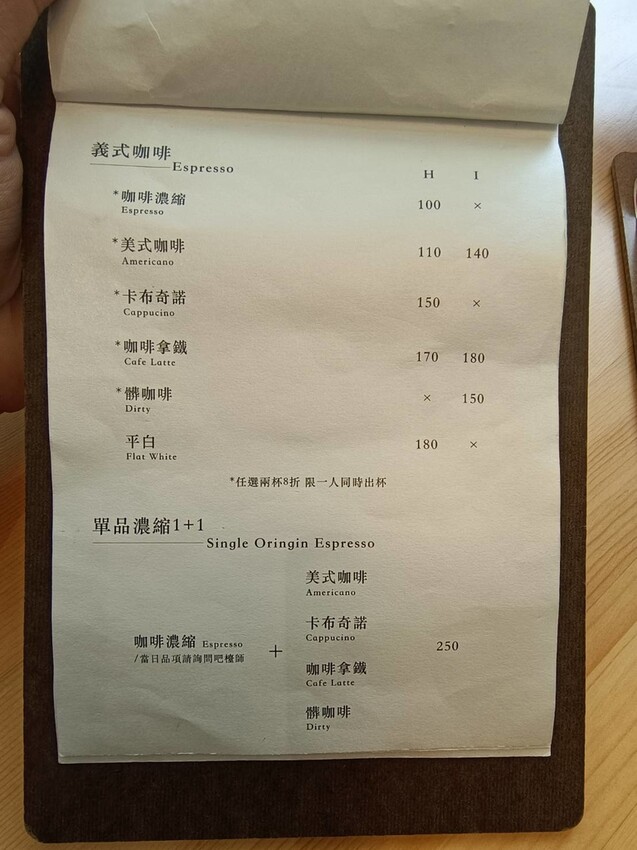 義式咖啡
Espresso
H I
*咖啡濃縮 100 ×
Espresso
*美式咖啡 110 140
Americano
*卡布奇諾 150 ×
Cappucino
*咖啡拿鐵 170 180
Cafe Latte
*髒咖啡 × 150
Dirty
平白 180 ×
Flat White
*任選兩杯8折 限一人同時出杯
單品濃縮1+1
Single Oringin Espresso
美式咖啡
Americano
卡布奇諾
Cappucino
咖啡濃縮 Espresso + 250
/當日品項請詢問吧檯師
咖啡拿鐵
Cafe Latte
髒咖啡
Dirty